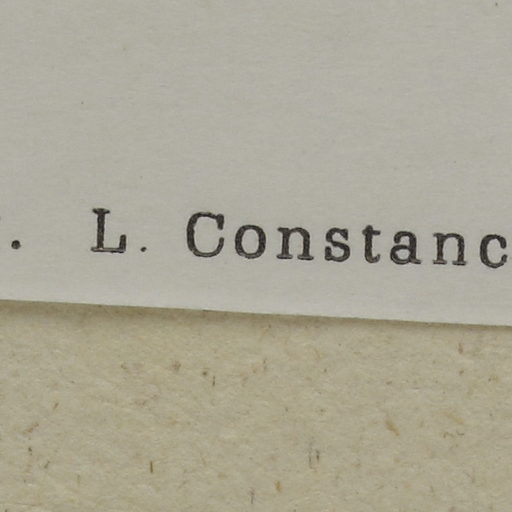 . L. Constanc